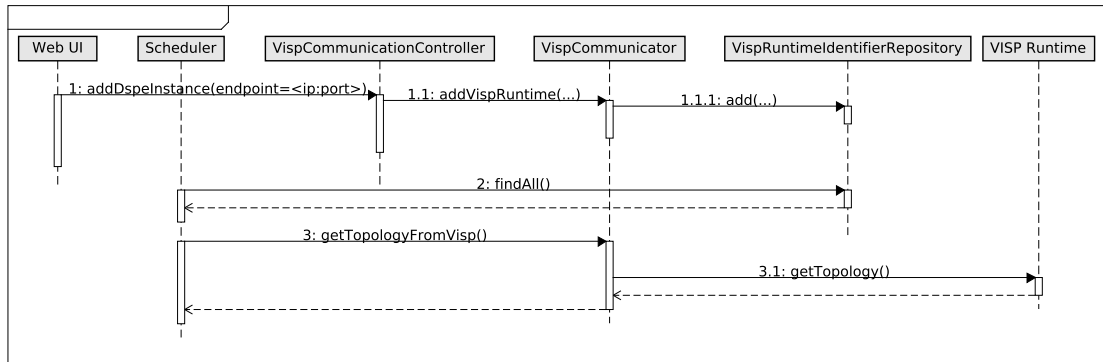 Web UI
Scheduler
VispCommunicationController
VispCommunicator
VispRuntimeIdentifierRepository
VISP Runtime
1: addDspeInstance(endpoint=<ip:port>)
1.1: addVispRuntime(...)
1.1.1: add(...)
2: findAll()
3: getTopologyFromVisp()
3.1: getTopology()